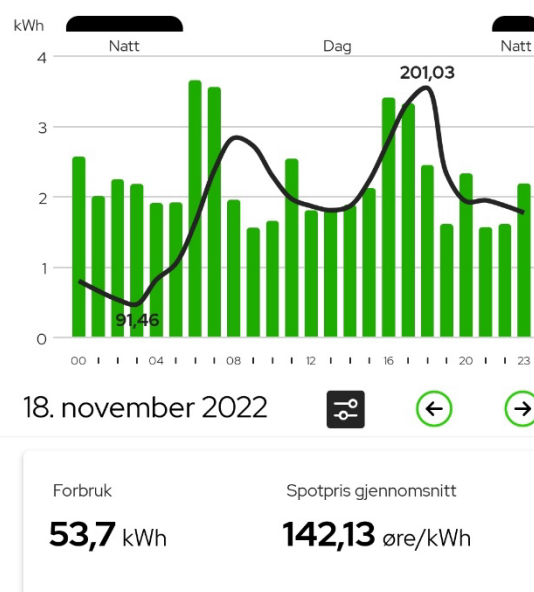 kWh
Natt Dag Natt
4
201,03
3
2
1
91,46
0
00 04 08 12 16 20 23
18. november 2022
Forbruk Spotpris gjennomsnitt
53,7 kWh 142,13 øre/kWh